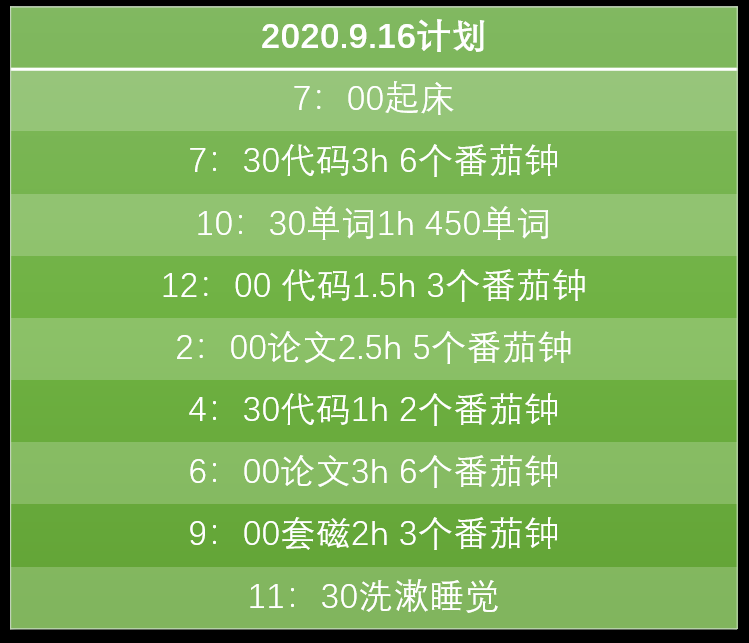 2020.9.16计划
7：00起床
7：30代码3h 6个番茄钟
10：30单词1h 450单词
12：00 代码1.5h 3个番茄钟
2：00论文2.5h 5个番茄钟
4：30代码1h 2个番茄钟
6：00论文3h 6个番茄钟
9：00套磁2h 3个番茄钟
11：30洗漱睡觉